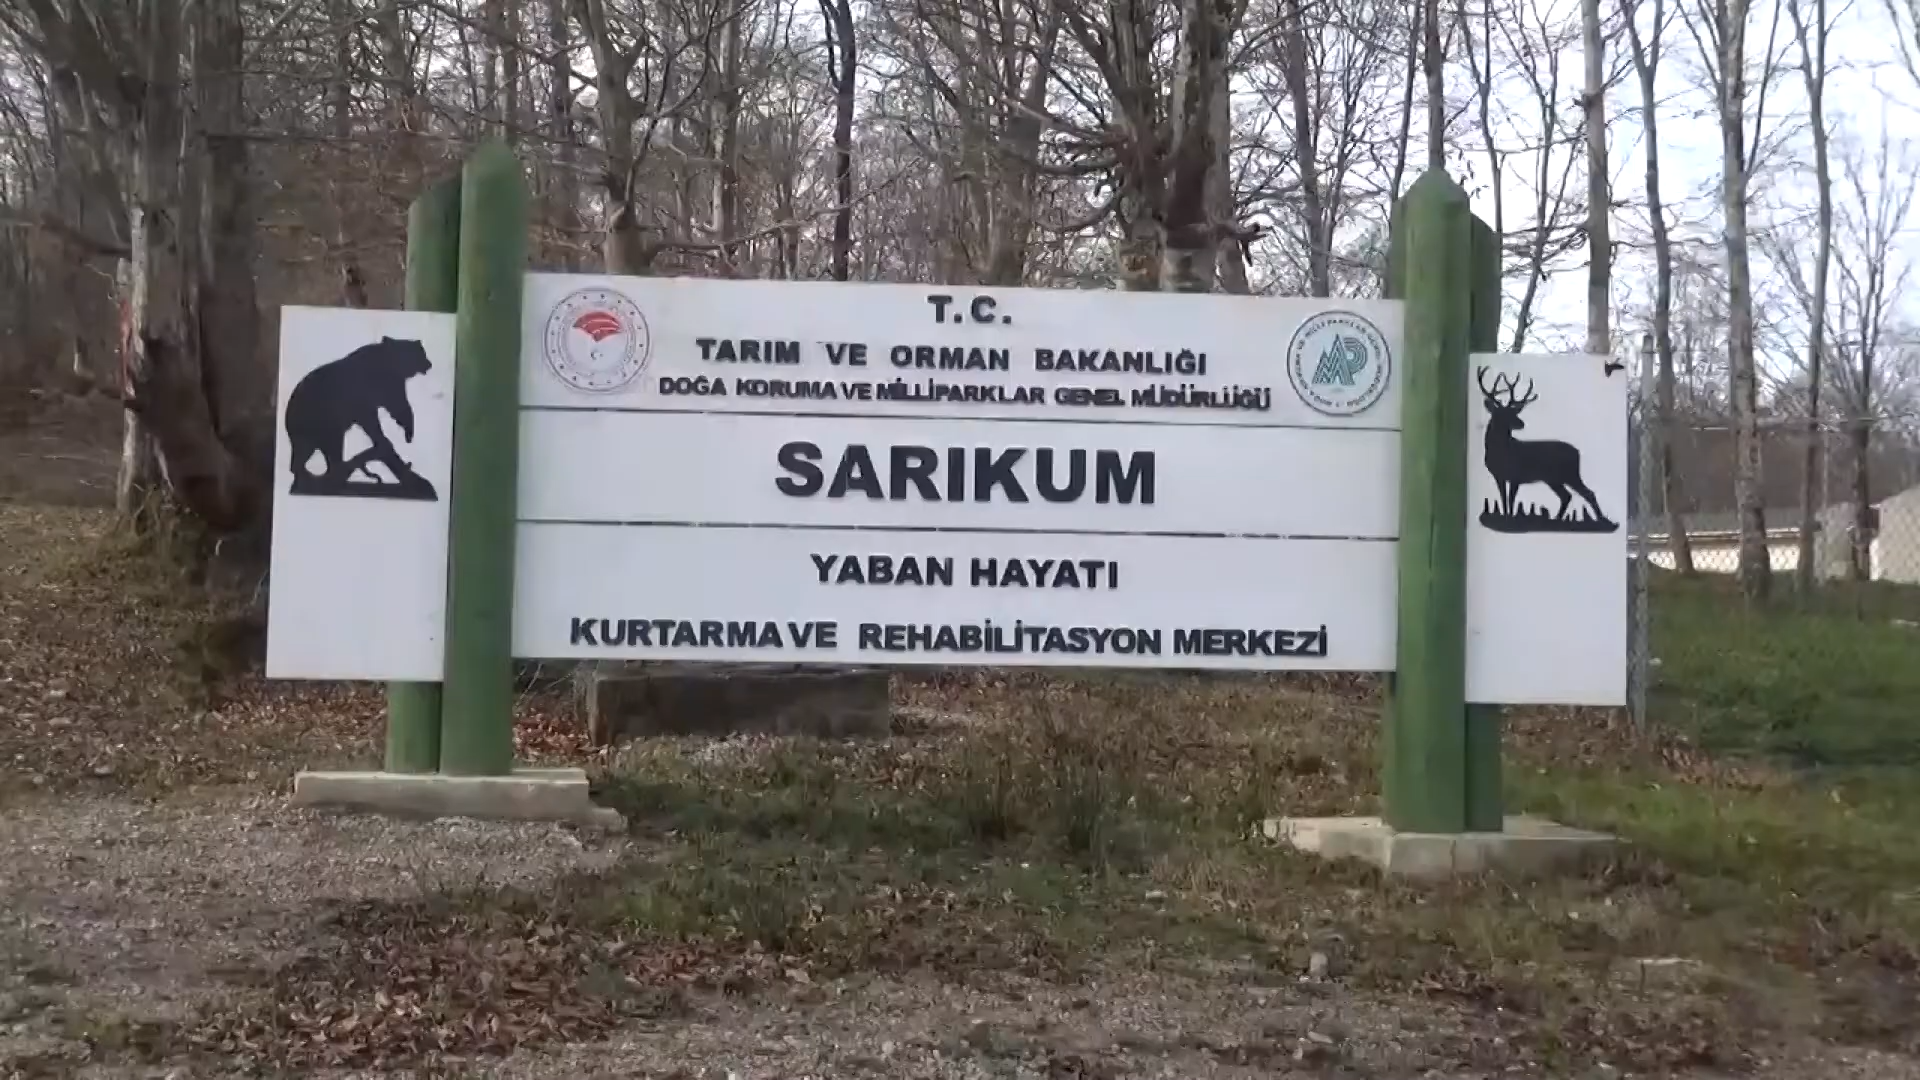 T.C.
TARIM VE ORMAN BAKANLIĞI
DOĞA KORUMA VE MİLLİPARKLAR GENEL MÜDÜRLÜĞÜ
SARIKUM
YABAN HAYATI
KURTARMA VE REHABİLİTASYON MERKEZİ